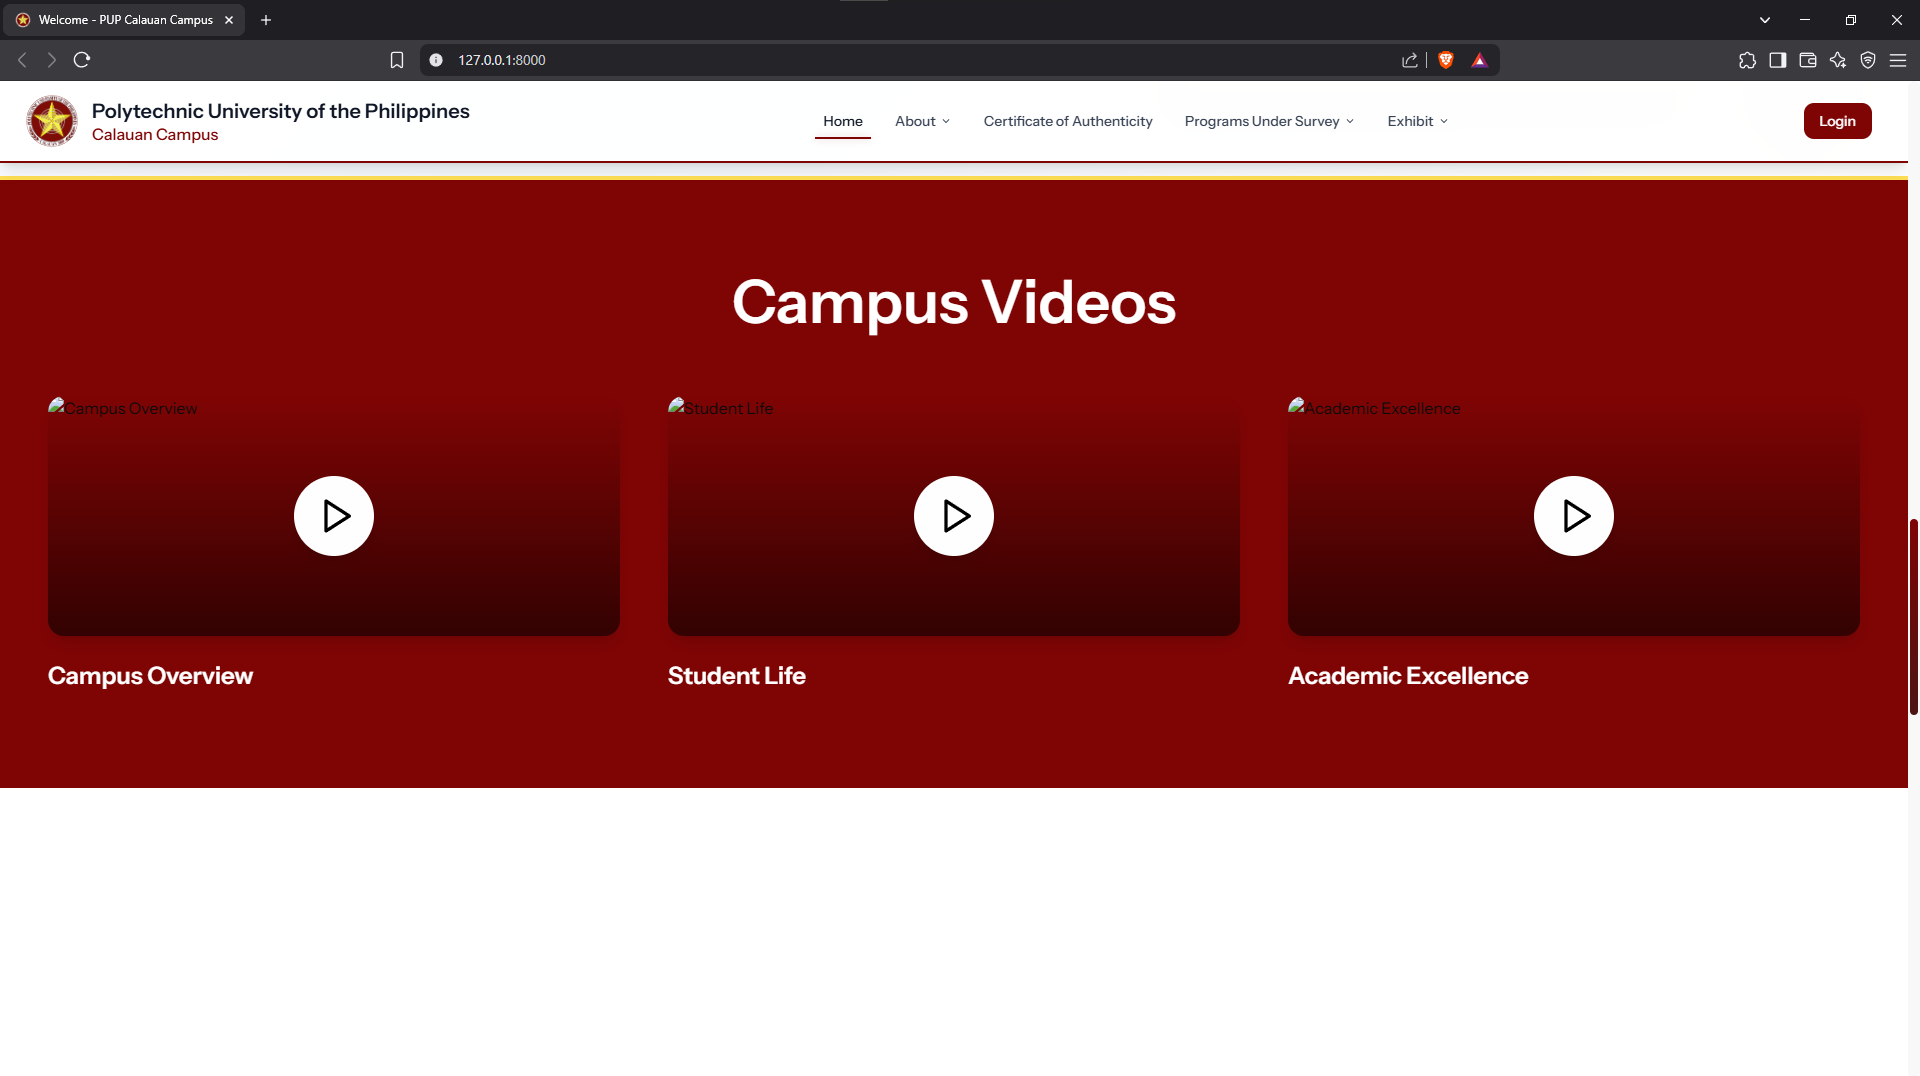 Welcome - PUP Calauan Campus
127.0.0.1:8000
Polytechnic University of the Philippines
Calauan Campus
Home
About
Certificate of Authenticity
Programs Under Survey
Exhibit
Login
Campus Videos
Campus Overview
Student Life
Academic Excellence
Campus Overview
Student Life
Academic Excellence